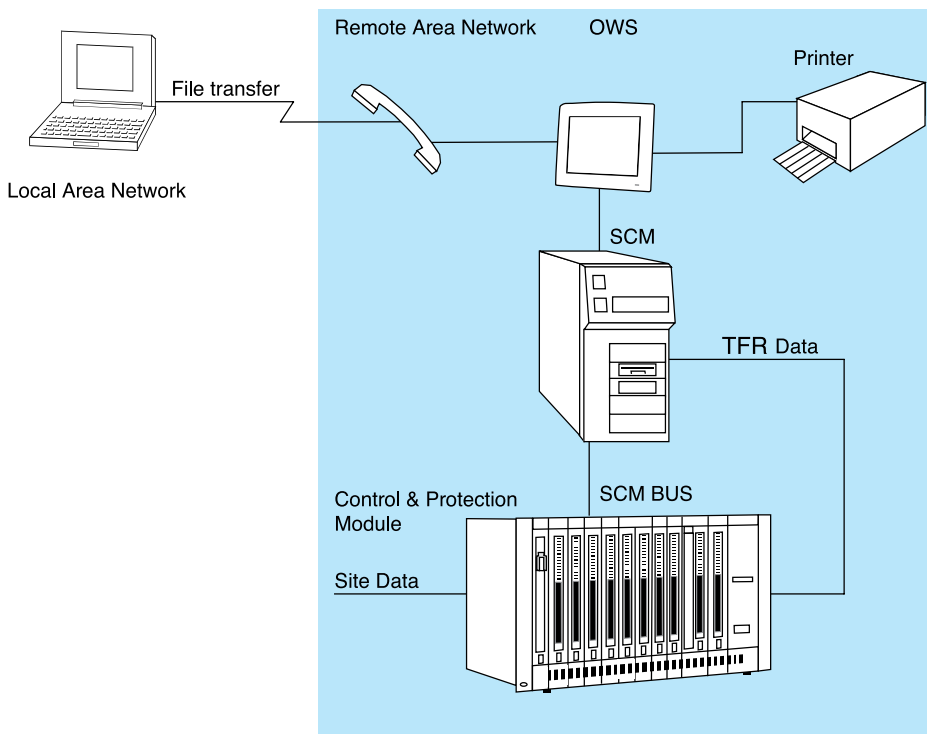 Remote Area Network
OWS
Printer
File transfer
Local Area Network
SCM
TFR Data
Control & Protection
Module
SCM BUS
Site Data